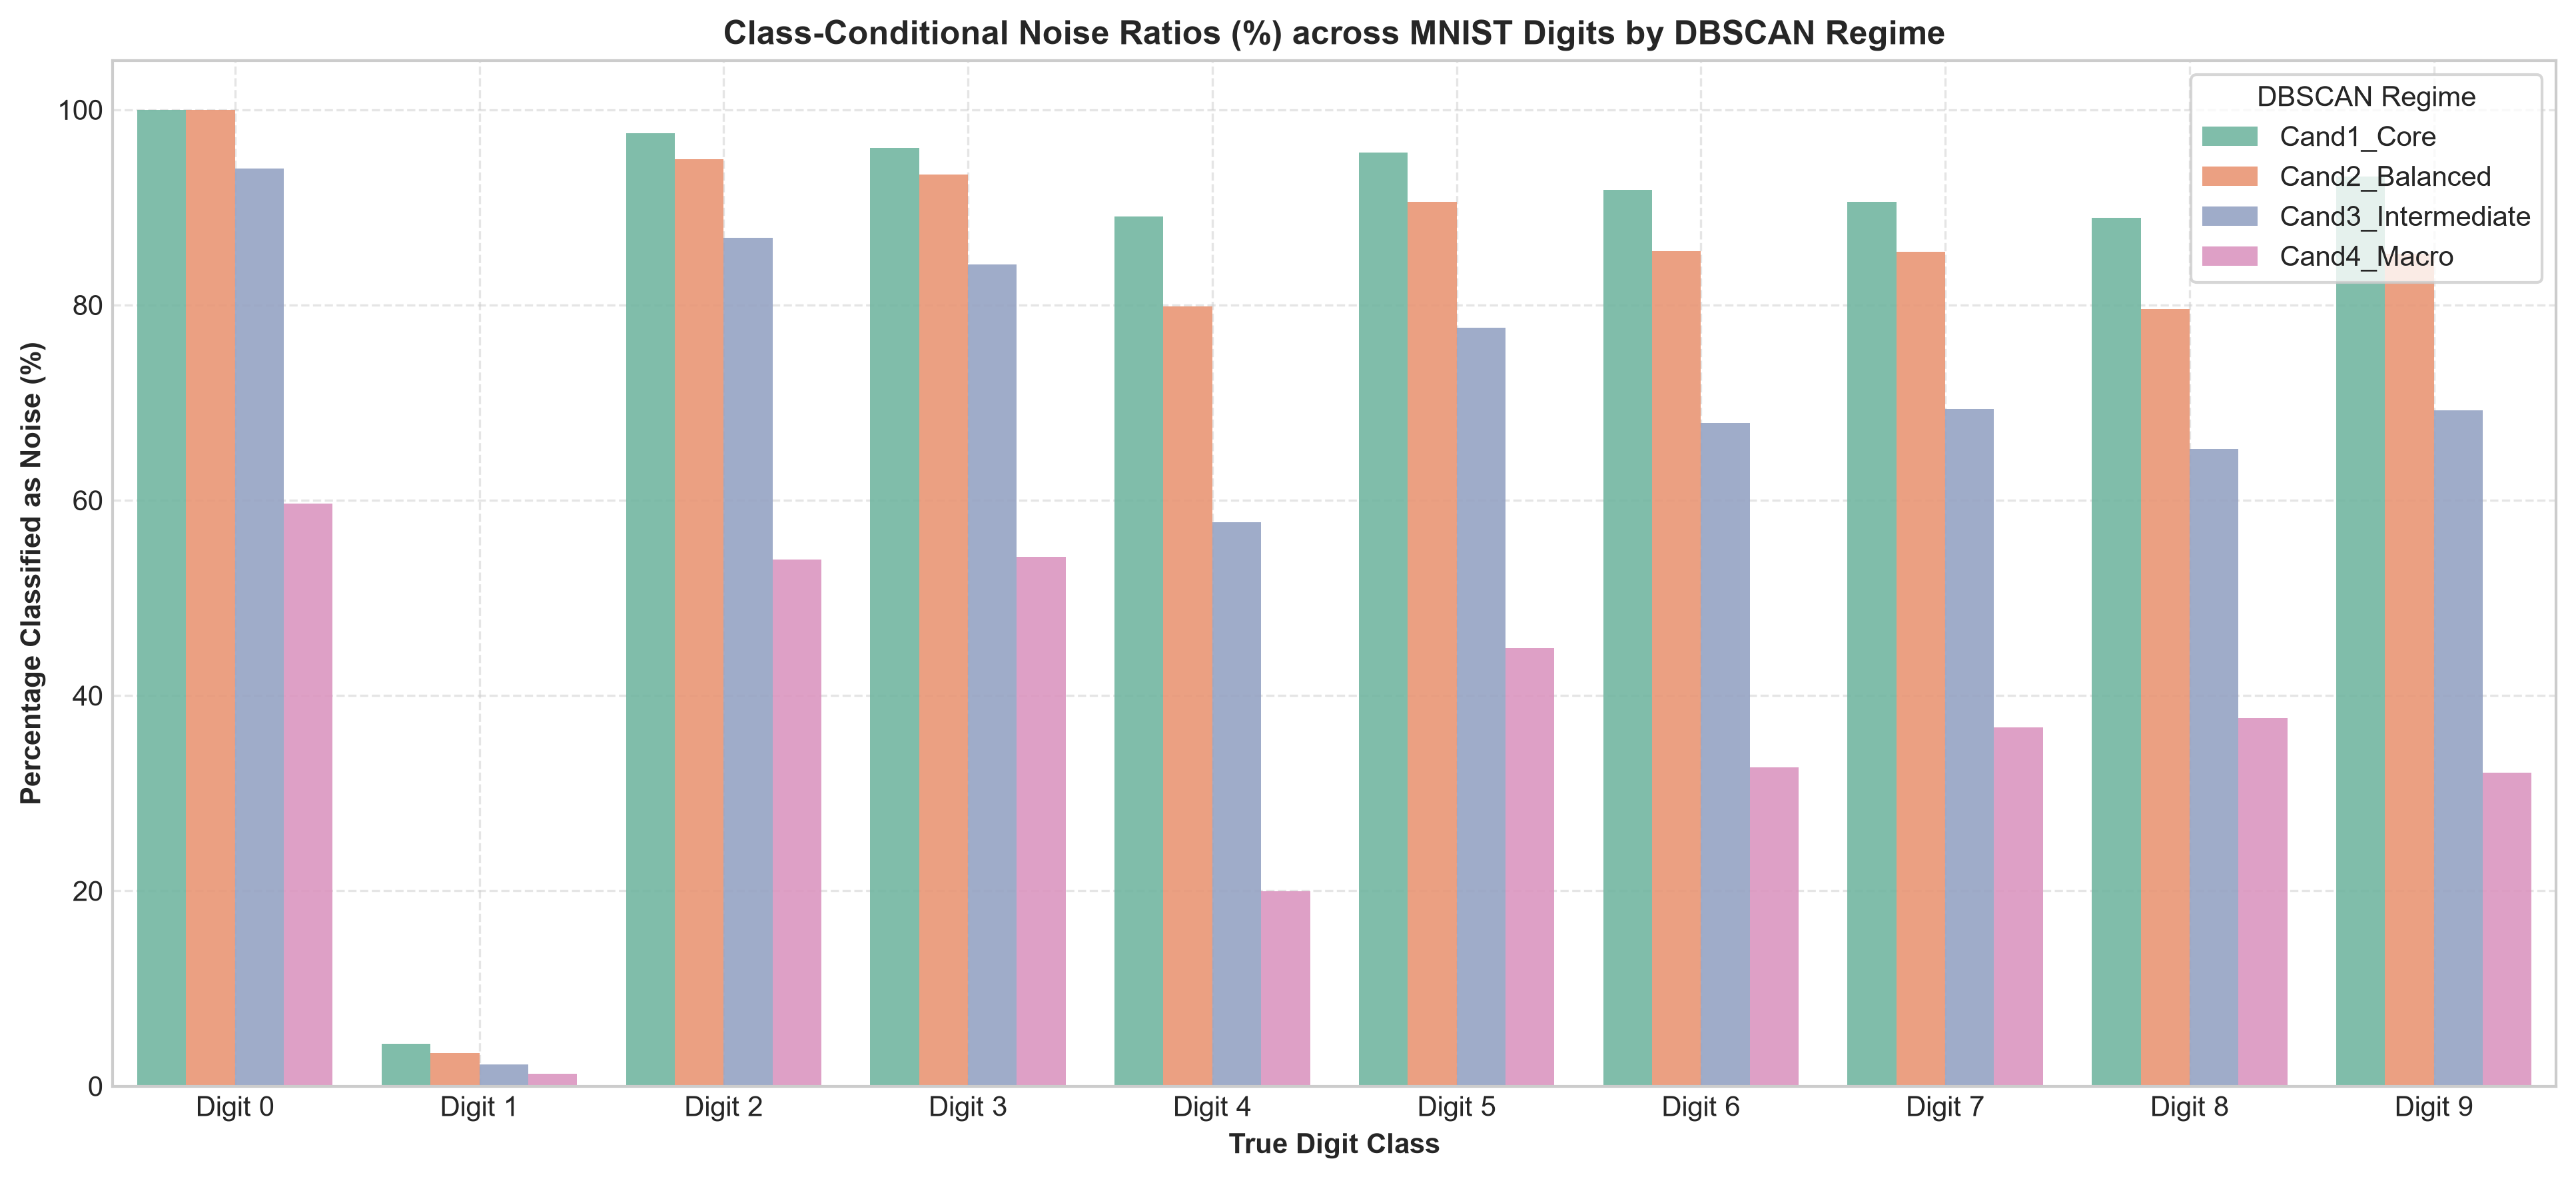 Class-Conditional Noise Ratios (%) across MNIST Digits by DBSCAN Regime
DBSCAN Regime
Cand1_Core
Cand2_Balanced
Cand3_Intermediate
Cand4_Macro
Percentage Classified as Noise (%)
100
80
60
40
20
0
Digit 0 Digit 1 Digit 2 Digit 3 Digit 4 Digit 5 Digit 6 Digit 7 Digit 8 Digit 9
True Digit Class